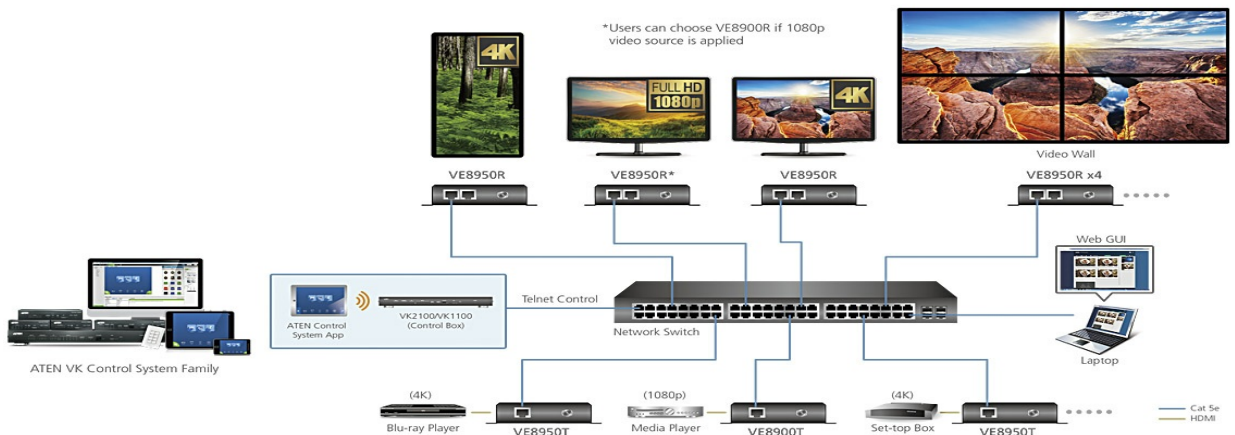 *Users can choose VE8900R if 1080p
video source is applied
4K
FULL HD
1080p
4K
Video Wall
VE8950R
VE8950R*
VE8950R
VE8950R x4
Web GUI
Telnet Control
ATEN Control
System App
VK2100/VK1100
(Control Box)
Network Switch
Laptop
ATEN VK Control System Family
(4K)
Blu-ray Player
VE8950T
(1080p)
Media Player
VE8900T
(4K)
Set-top Box
VE8950T
Cat 5e
HDMI